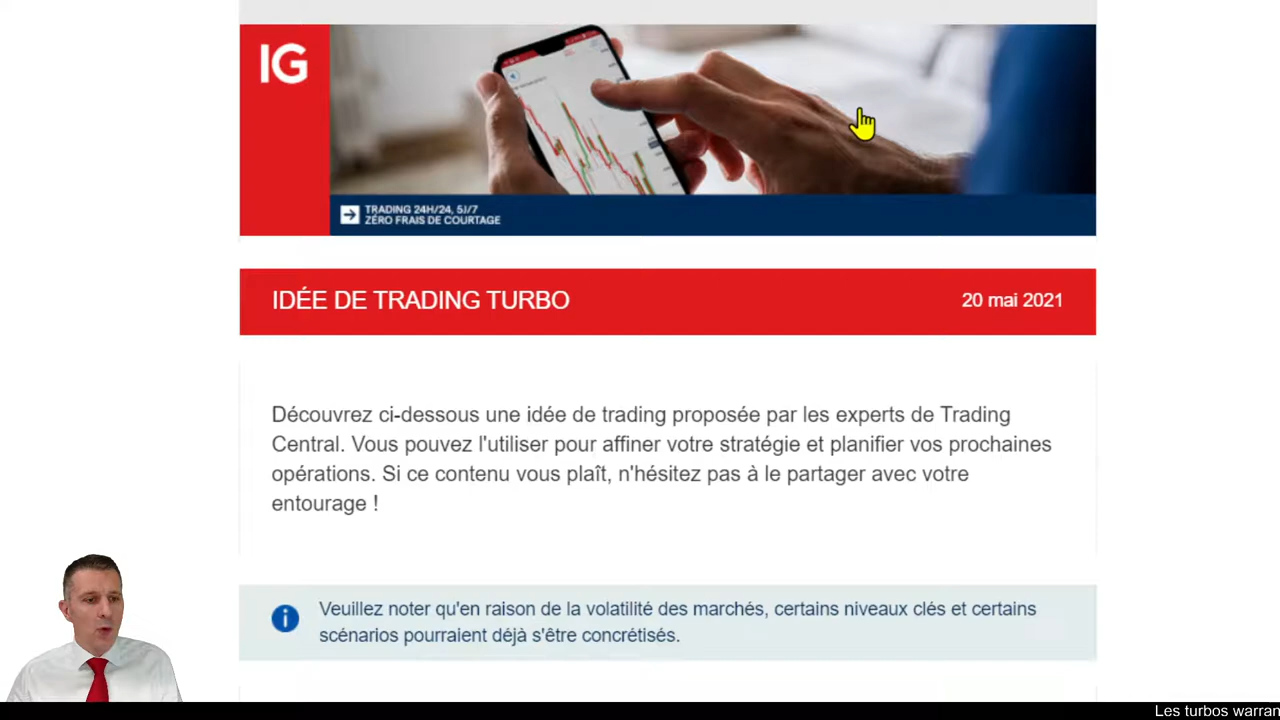 IG
TRADING 24H/24, 5J/7
ZÉRO FRAIS DE COURTAGE
IDÉE DE TRADING TURBO
20 mai 2021
Découvrez ci-dessous une idée de trading proposée par les experts de Trading
Central. Vous pouvez l'utiliser pour affiner votre stratégie et planifier vos prochaines
opérations. Si ce contenu vous plaît, n'hésitez pas à le partager avec votre
entourage !
Veuillez noter qu'en raison de la volatilité des marchés, certains niveaux clés et certains
scénarios pourraient déjà s'être concrétisés.
Les turbos warran